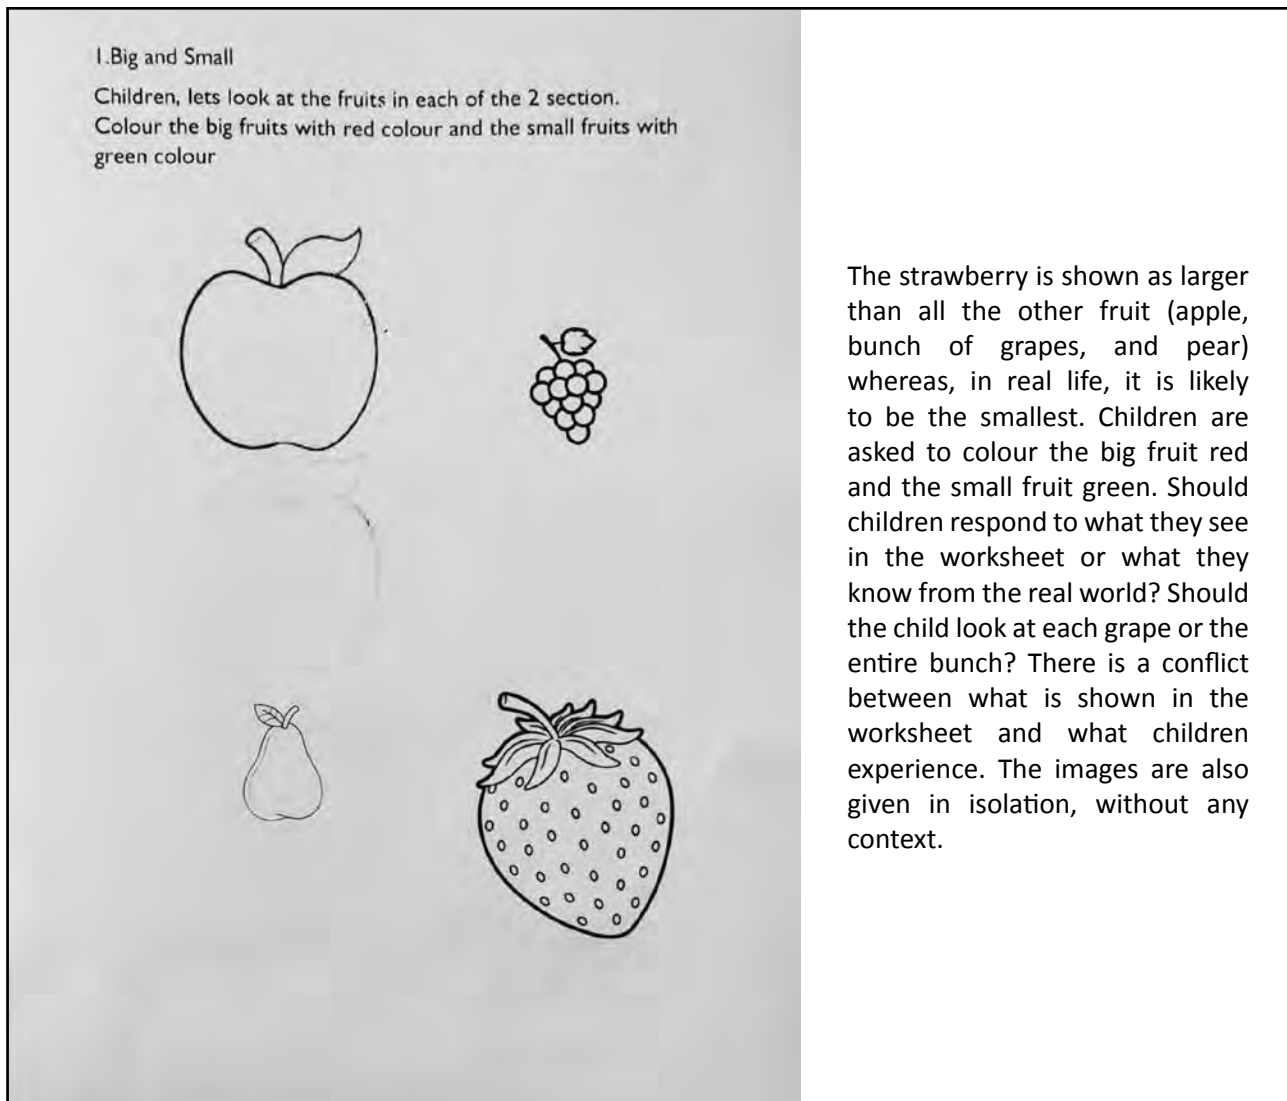 1.Big and Small
Children, lets look at the fruits in each of the 2 section.
Colour the big fruits with red colour and the small fruits with
green colour
The strawberry is shown as larger
than all the other fruit (apple,
bunch of grapes, and pear)
whereas, in real life, it is likely
to be the smallest. Children are
asked to colour the big fruit red
and the small fruit green. Should
children respond to what they see
in the worksheet or what they
know from the real world? Should
the child look at each grape or the
entire bunch? There is a conflict
between what is shown in the
worksheet and what children
experience. The images are also
given in isolation, without any
context.